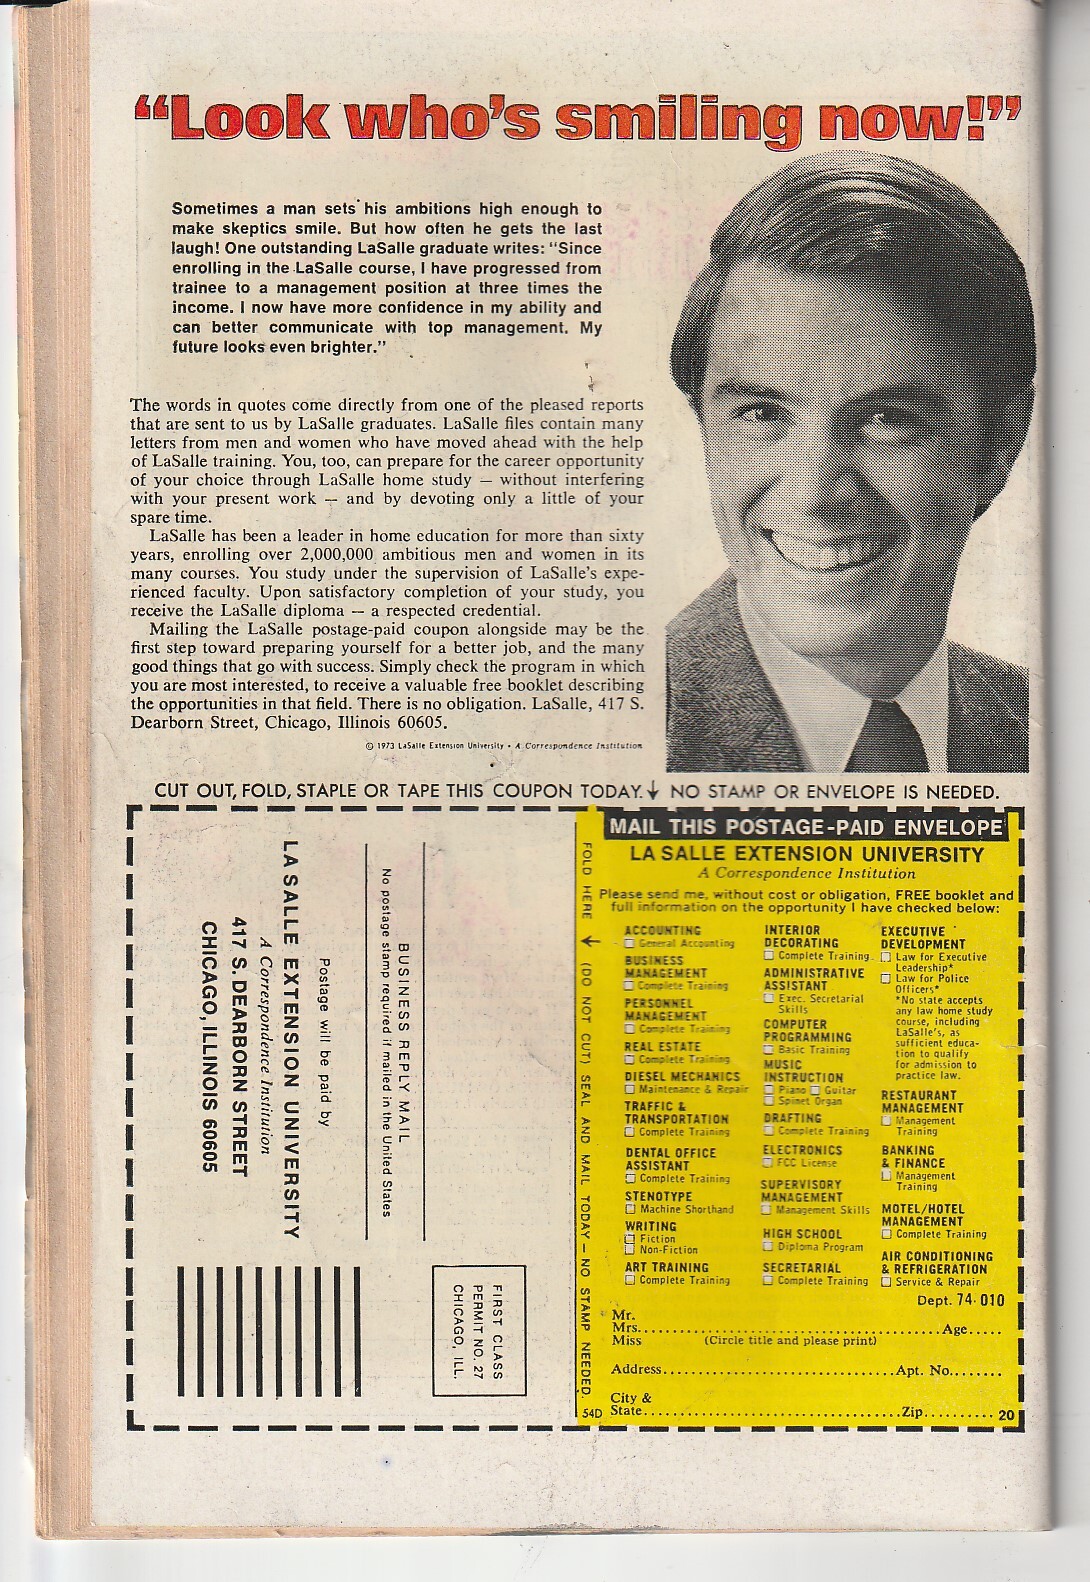 “Look who’s smiling now!”
Sometimes a man sets his ambitions high enough to
make skeptics smile. But how often he gets the last
laugh! One outstanding LaSalle graduate writes: “Since
enrolling in the LaSalle course, I have progressed from
trainee to a management position at three times the
income. I now have more confidence in my ability and
can better communicate with top management. My
future looks even brighter.”
The words in quotes come directly from one of the pleased reports
that are sent to us by LaSalle graduates. LaSalle files contain many
letters from men and women who have moved ahead with the help
of LaSalle training. You, too, can prepare for the career opportunity
of your choice through LaSalle home study — without interfering
with your present work — and by devoting only a little of your
spare time.
LaSalle has been a leader in home education for more than sixty
years, enrolling over 2,000,000 ambitious men and women in its
many courses. You study under the supervision of LaSalle’s expe-
rienced faculty. Upon satisfactory completion of your study, you
receive the LaSalle diploma — a respected credential.
Mailing the LaSalle postage-paid coupon alongside may be the
first step toward preparing yourself for a better job, and the many
good things that go with success. Simply check the program in which
you are most interested, to receive a valuable free booklet describing
the opportunities in that field. There is no obligation. LaSalle, 417 S.
Dearborn Street, Chicago, Illinois 60605.
© 1973 LaSalle Extension University • A Correspondence Institution
CUT OUT, FOLD, STAPLE OR TAPE THIS COUPON TODAY. NO STAMP OR ENVELOPE IS NEEDED.
FIRST CLASS
PERMIT NO. 27
CHICAGO, ILL.
BUSINESS REPLY MAIL
No postage stamp required if mailed in the United States
Postage will be paid by
LA SALLE EXTENSION UNIVERSITY
A Correspondence Institution
417 S. DEARBORN STREET
CHICAGO, ILLINOIS 60605
FOLD HERE (DO NOT CUT) SEAL AND MAIL TODAY — NO STAMP NEEDED.
MAIL THIS POSTAGE-PAID ENVELOPE
LA SALLE EXTENSION UNIVERSITY
A Correspondence Institution
Please send me, without cost or obligation, FREE booklet and
full information on the opportunity I have checked below:
ACCOUNTING
General Accounting
BUSINESS
MANAGEMENT
Complete Training
PERSONNEL
MANAGEMENT
Complete Training
REAL ESTATE
Complete Training
DIESEL MECHANICS
Maintenance & Repair
TRAFFIC &
TRANSPORTATION
Complete Training
DENTAL OFFICE
ASSISTANT
Complete Training
STENOTYPE
Machine Shorthand
WRITING
Fiction
Non-Fiction
ART TRAINING
Complete Training
INTERIOR
DECORATING
Complete Training
ADMINISTRATIVE
ASSISTANT
Exec. Secretarial
Skills
COMPUTER
PROGRAMMING
Basic Training
MUSIC
INSTRUCTION
Piano Guitar
Spinet Organ
DRAFTING
Complete Training
ELECTRONICS
FCC License
SUPERVISORY
MANAGEMENT
Management Skills
HIGH SCHOOL
Diploma Program
SECRETARIAL
Complete Training
EXECUTIVE
DEVELOPMENT
Law for Executive
Leadership*
Law for Police
Officers*
*No state accepts
any law home study
course, including
LaSalle’s, as
sufficient educa-
tion to qualify
for admission to
practice law.
RESTAURANT
MANAGEMENT
Management
Training
BANKING
& FINANCE
Management
Training
MOTEL/HOTEL
MANAGEMENT
Complete Training
AIR CONDITIONING
& REFRIGERATION
Service & Repair
Dept. 74-010
Mr.
Mrs. Age
Miss (Circle title and please print)
Address Apt. No.
City &
State Zip
54D
20